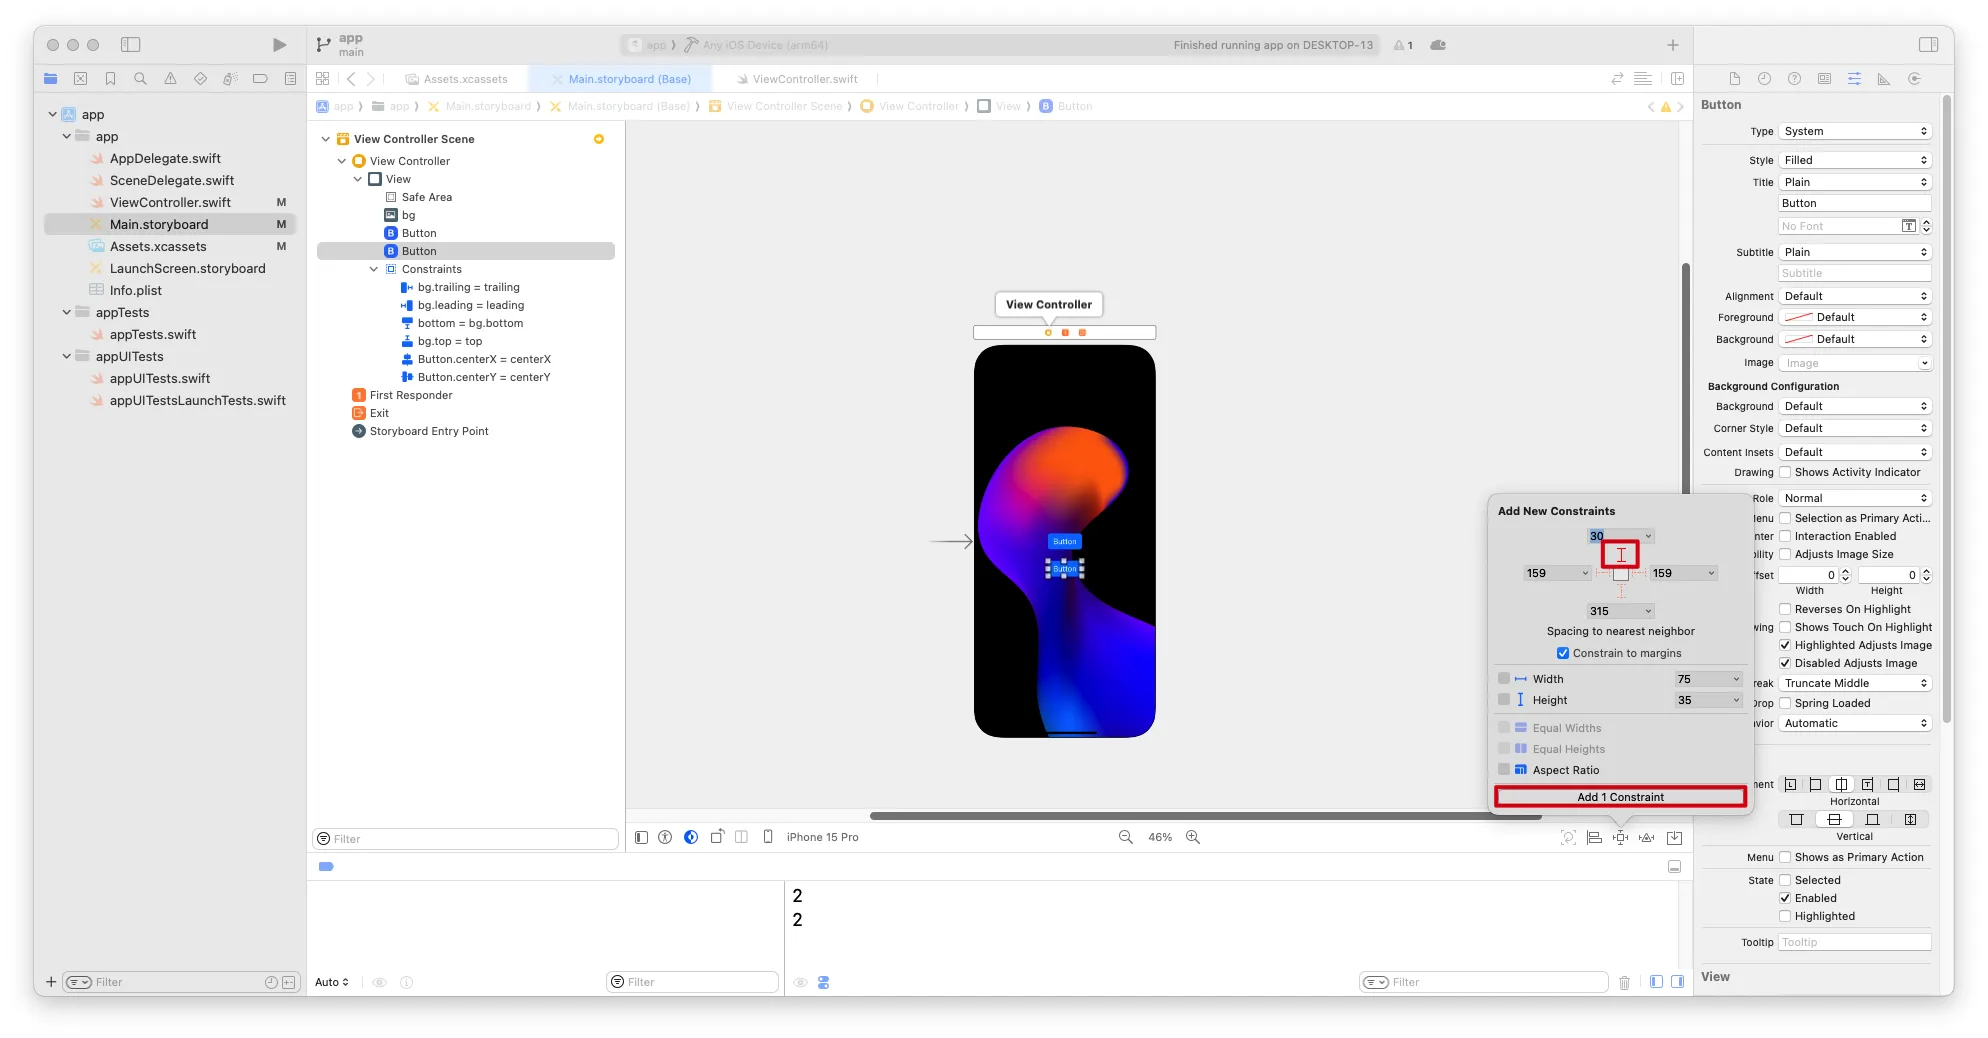 app
main
app
Any iOS Device (arm64)
Finished running app on DESKTOP-13
1
Assets.xcassets
Main.storyboard (Base)
ViewController.swift
app
app
Main.storyboard
Main.storyboard (Base)
View Controller Scene
View Controller
View
B Button
app
app
AppDelegate.swift
SceneDelegate.swift
ViewController.swift M
Main.storyboard M
Assets.xcassets M
LaunchScreen.storyboard
Info.plist
appTests
appTests.swift
appUITests
appUITests.swift
appUITestsLaunchTests.swift
Filter
View Controller Scene
View Controller
View
Safe Area
bg
B Button
B Button
Constraints
bg.trailing = trailing
bg.leading = leading
bottom = bg.bottom
bg.top = top
Button.centerX = centerX
Button.centerY = centerY
1 First Responder
Exit
Storyboard Entry Point
Filter
View Controller
Button
Button
iPhone 15 Pro
46%
Add New Constraints
30
159
159
315
Spacing to nearest neighbor
Constrain to margins
Width 75
Height 35
Equal Widths
Equal Heights
Aspect Ratio
Add 1 Constraint
2
2
Auto
Filter
Filter
Button
Type System
Style Filled
Title Plain
Button
No Font
Subtitle Plain
Subtitle
Alignment Default
Foreground Default
Background Default
Image Image
Background Configuration
Background Default
Corner Style Default
Content Insets Default
Drawing Shows Activity Indicator
Role Normal
enu Selection as Primary Acti...
nter Interaction Enabled
ility Adjusts Image Size
fset 0 0
Width Height
Reverses On Highlight
wing Shows Touch On Highlight
Highlighted Adjusts Image
Disabled Adjusts Image
eak Truncate Middle
Drop Spring Loaded
vior Automatic
ment
Horizontal
Vertical
Menu Shows as Primary Action
State Selected
Enabled
Highlighted
Tooltip Tooltip
View